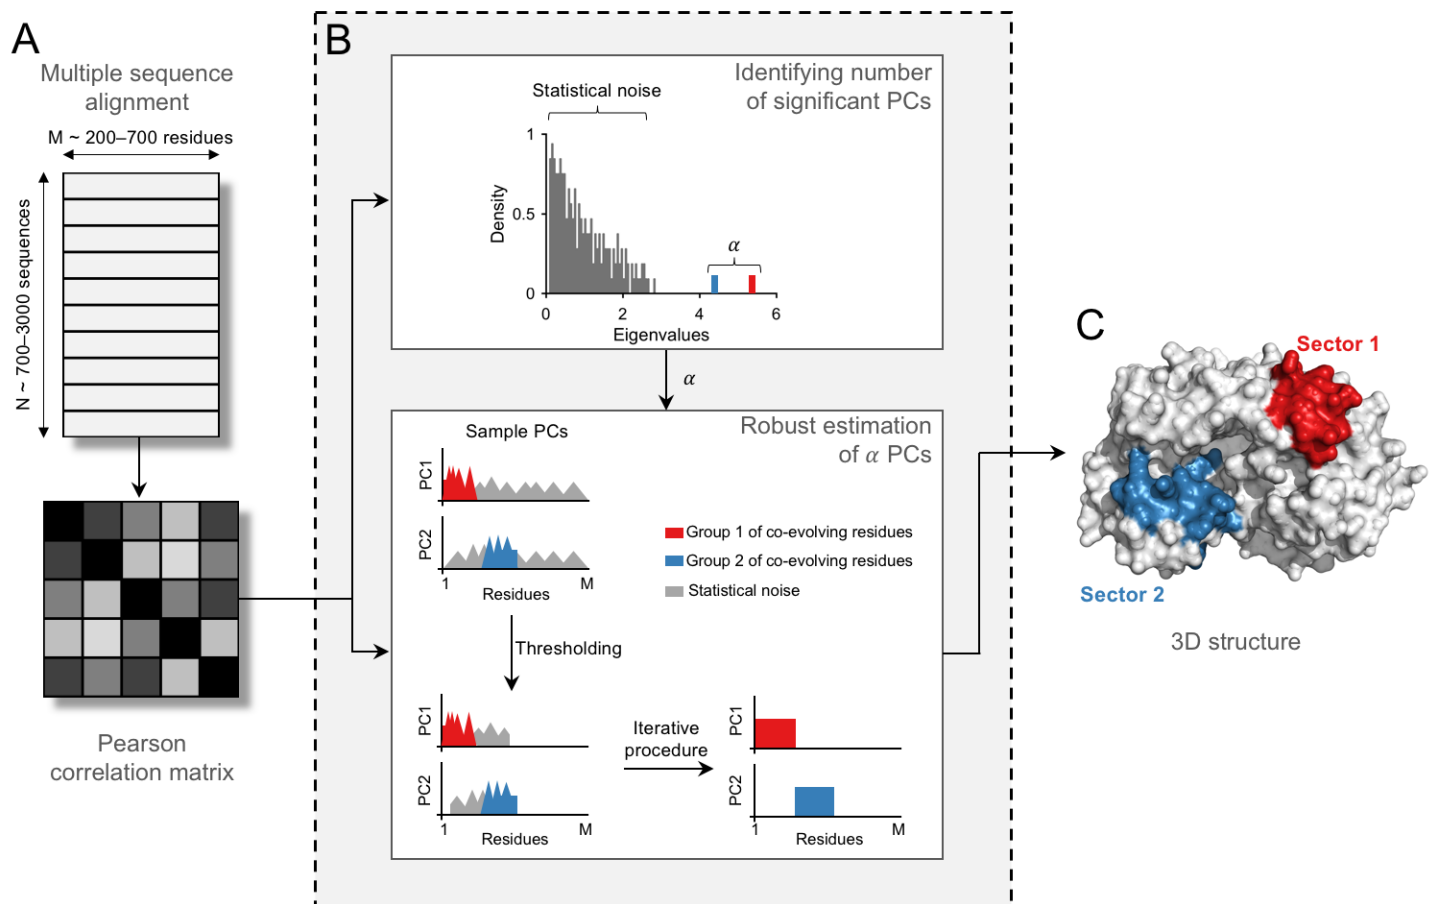 A
Multiple sequence
alignment
M ~ 200–700 residues
N ~ 700–3000 sequences
Pearson
correlation matrix
B
Identifying number
of significant PCs
Statistical noise
1
0.5
0
Density
α
0
2
4
6
Eigenvalues
α
Robust estimation
of α PCs
Sample PCs
PC1
PC2
1
M
Residues
Group 1 of co-evolving residues
Group 2 of co-evolving residues
Statistical noise
Thresholding
PC1
PC2
1
M
Residues
Iterative
procedure
PC1
PC2
1
M
Residues
C
Sector 1
Sector 2
3D structure